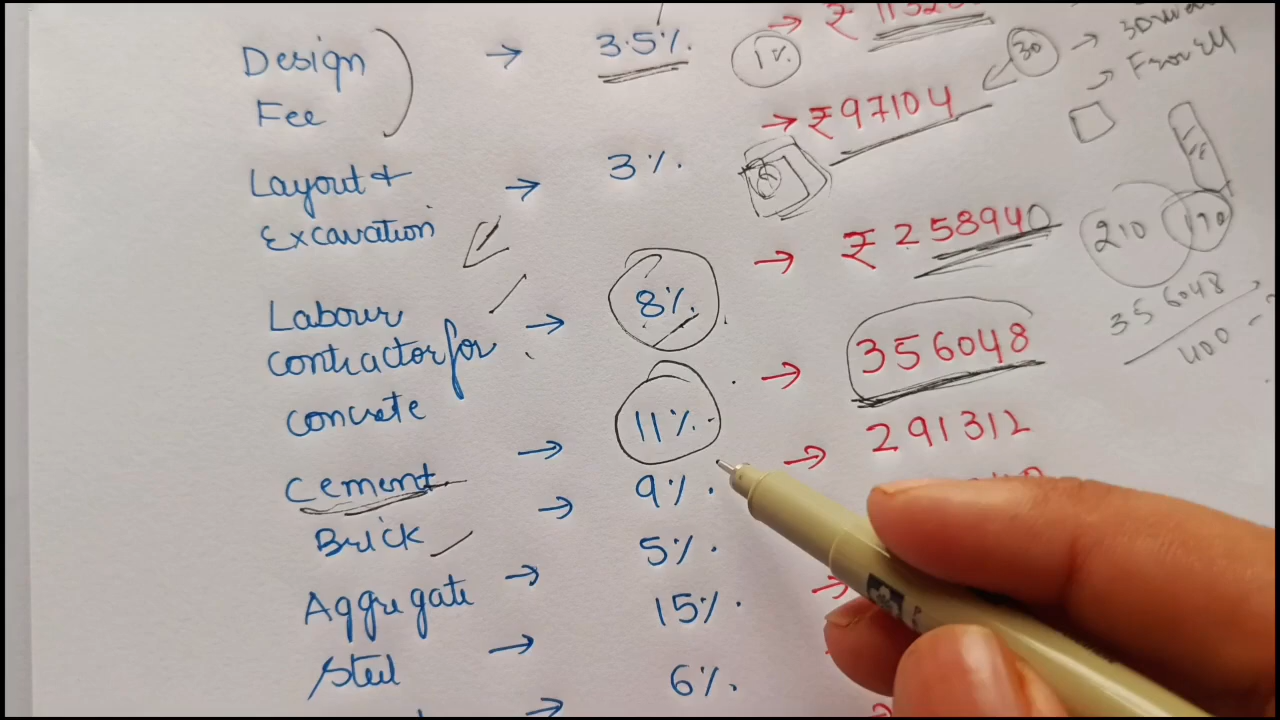 Design → 3.5%. 1% → ₹
30 →
Fee → ₹97104
Layout & → 3%.
Excavation
→ ₹ 258940 210 190
Labour → 8%.
contractor for → 356048 356048
400
concrete → 11%. 291312
Cement → 9%. →
Brick → 5%.
Aggregate → 15%. →
Steel → 6%.
→